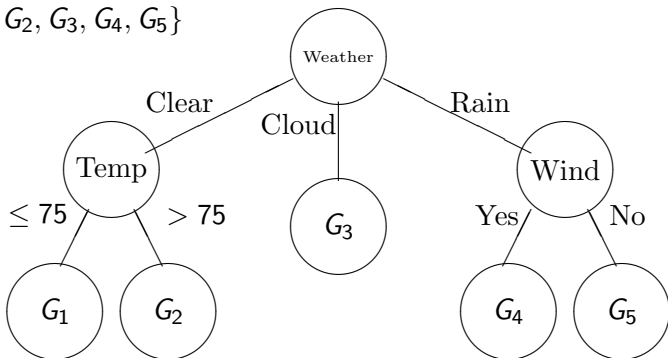 G₂, G₃, G₄, G₅}
Weather
Clear
Cloud
Rain
Temp
Wind
≤ 75
> 75
G₃
Yes
No
G₁
G₂
G₄
G₅